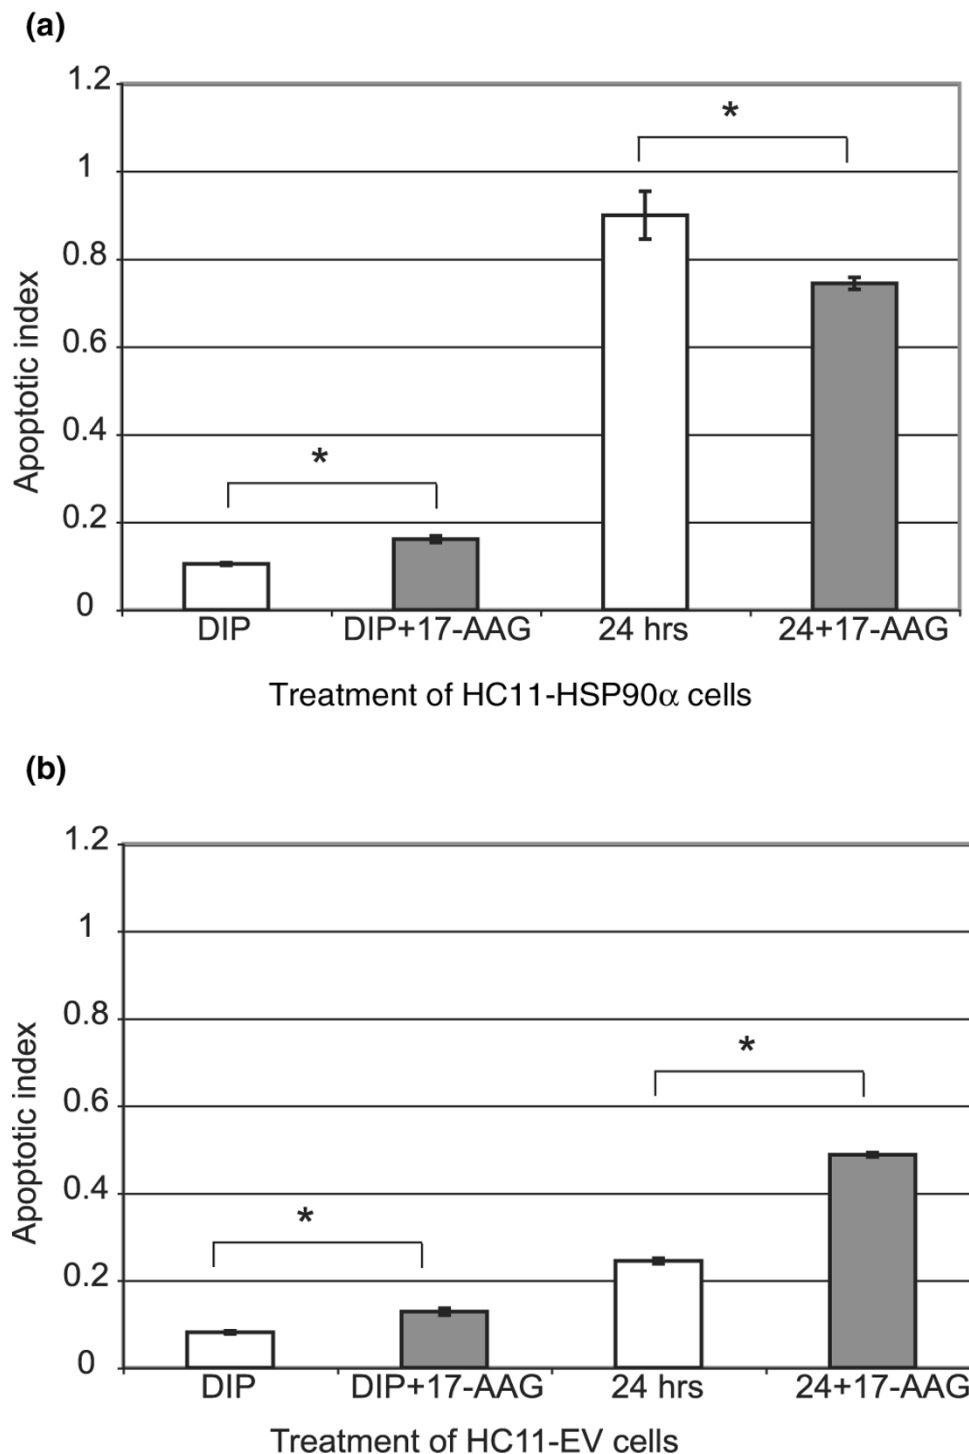 (a)
1.2
1
0.8
0.6
0.4
0.2
0
Apoptotic index
*
*
DIP
DIP+17-AAG
24 hrs
24+17-AAG
Treatment of HC11-HSP90α cells
(b)
1.2
1
0.8
0.6
0.4
0.2
0
Apoptotic index
*
*
DIP
DIP+17-AAG
24 hrs
24+17-AAG
Treatment of HC11-EV cells